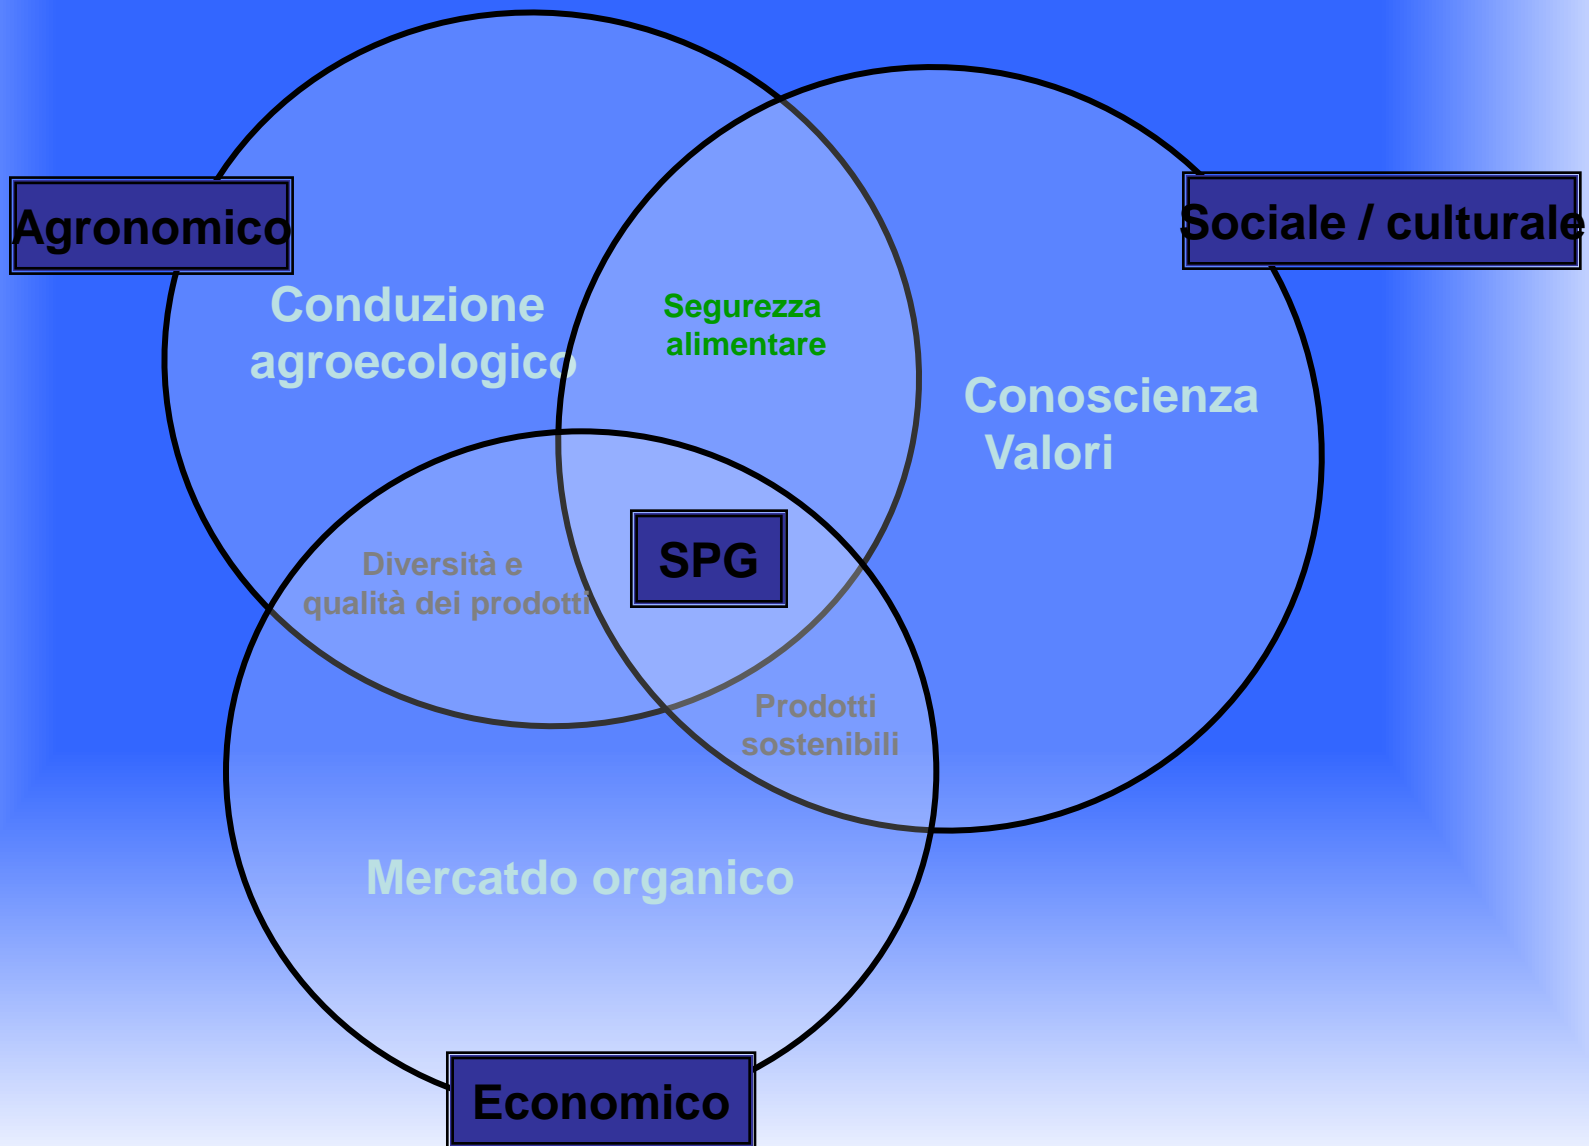 Agronomico
Sociale / culturale
Conduzione
agroecologico
Segurezza
alimentare
Conoscienza
Valori
SPG
Diversità e
qualità dei prodotti
Prodotti
sostenibili
Mercatdo organico
Economico